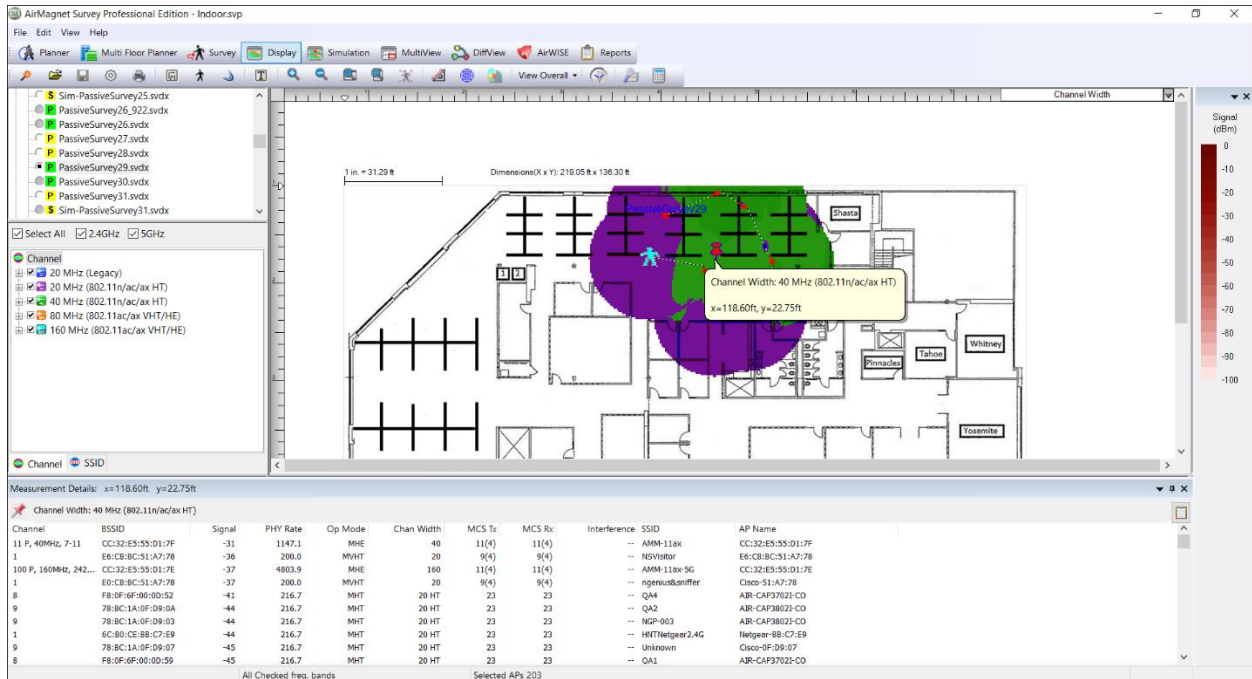 AirMagnet Survey Professional Edition - Indoor.svp
File Edit View Help
Planner Multi Floor Planner Survey Display Simulation MultiView DiffView AirWISE Reports
View Overall
Sim-PassiveSurvey25.svdx
PassiveSurvey26_922.svdx
PassiveSurvey26.svdx
PassiveSurvey27.svdx
PassiveSurvey28.svdx
PassiveSurvey29.svdx
PassiveSurvey30.svdx
PassiveSurvey31.svdx
Sim-PassiveSurvey31.svdx
Select All 2.4GHz 5GHz
Channel
20 MHz (Legacy)
20 MHz (802.11n/ac/ax HT)
40 MHz (802.11n/ac/ax HT)
80 MHz (802.11ac/ax VHT/HE)
160 MHz (802.11ac/ax VHT/HE)
Channel SSID
Channel Width
1 in. = 31.29 ft Dimensions(X x Y): 219.05 ft x 136.30 ft
PassiveSurvey29
Shasta
1 2
Channel Width: 40 MHz (802.11n/ac/ax HT)
x=118.60ft, y=22.75ft
Pinnacles
Tahoe
Whitney
Yosemite
Signal
(dBm)
0
-10
-20
-30
-40
-50
-60
-70
-80
-90
-100
Measurement Details: x=118.60ft y=22.75ft
Channel Width: 40 MHz (802.11n/ac/ax HT)
Channel BSSID Signal PHY Rate Op Mode Chan Width MCS Tx MCS Rx Interference SSID AP Name
11 P, 40MHz, 7-11 CC:32:E5:55:D1:7F -31 1147.1 MHE 40 11(4) 11(4) -- AMM-11ax CC:32:E5:55:D1:7F
1 E6:CB:BC:51:A7:78 -36 200.0 MVHT 20 9(4) 9(4) -- NSVisitor E6:CB:BC:51:A7:78
100 P, 160MHz, 242... CC:32:E5:55:D1:7E -37 4803.9 MHE 160 11(4) 11(4) -- AMM-11ax-5G CC:32:E5:55:D1:7E
1 E0:CB:BC:51:A7:78 -37 200.0 MVHT 20 9(4) 9(4) -- ngenius&sniffer Cisco-51:A7:78
8 F8:0F:6F:00:0D:52 -41 216.7 MHT 20 HT 23 23 -- QA4 AIR-CAP3702I-CO
9 78:BC:1A:0F:D9:0A -44 216.7 MHT 20 HT 23 23 -- QA2 AIR-CAP3802I-CO
9 78:BC:1A:0F:D9:03 -44 216.7 MHT 20 HT 23 23 -- NGP-003 AIR-CAP3802I-CO
1 6C:B0:CE:BB:C7:E9 -44 216.7 MHT 20 HT 23 23 -- HNTNetgear2.4G Netgear-BB:C7:E9
9 78:BC:1A:0F:D9:07 -45 216.7 MHT 20 HT 23 23 -- Unknown Cisco-0F:D9:07
8 F8:0F:6F:00:0D:59 -45 216.7 MHT 20 HT 23 23 -- QA1 AIR-CAP3702I-CO
All Checked freq. bands Selected APs 203